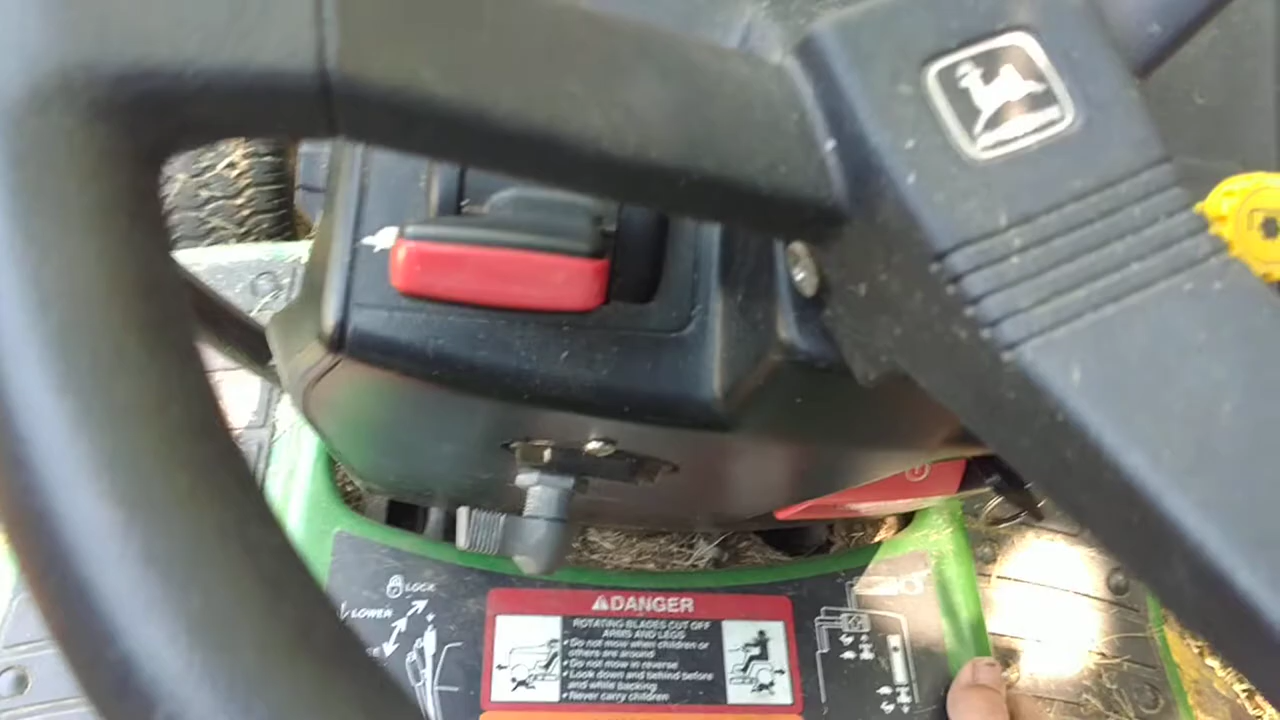 LOCK
LOWER
DANGER
ROTATING BLADES CUT OFF
ARMS AND LEGS
• Do not mow when children or
others are around
• Do not mow in reverse
• Look down and behind before
and while backing
• Never carry children